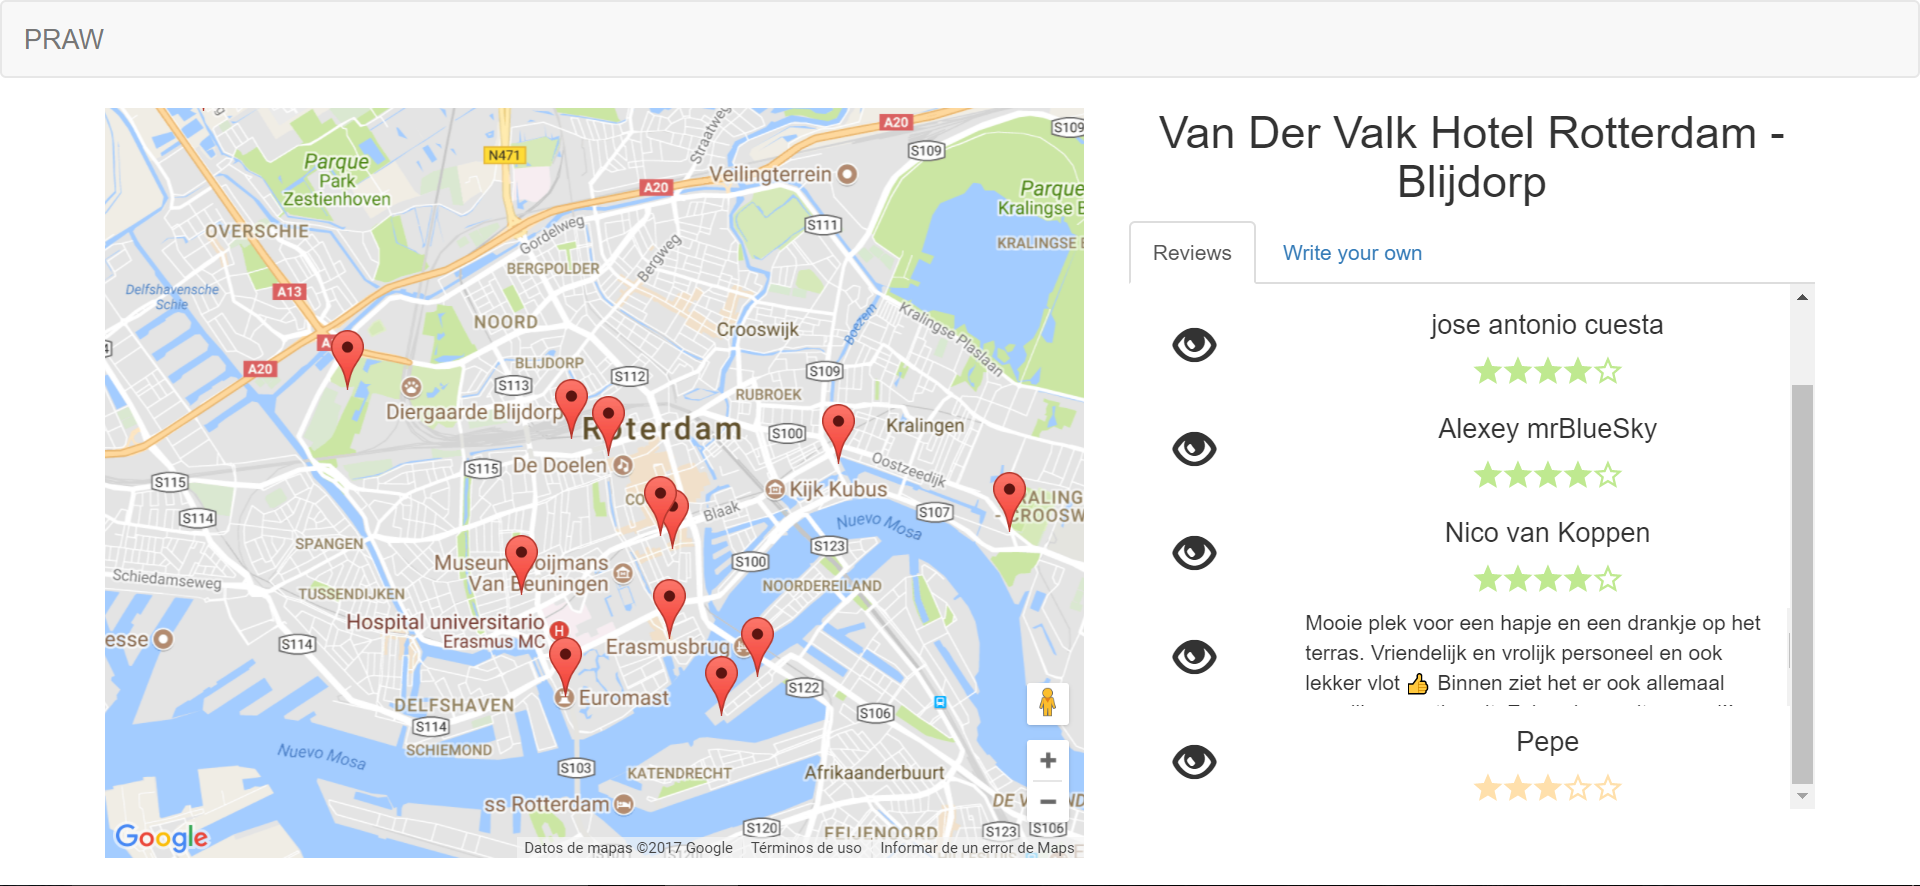 PRAW
A20
S109
N471
S109
Parque
Park
Zestienhoven
Veilingterrein
A20
Parque
Kralingse
OVERSCHIE
Gordelweg
S111
Straatweg
KRALINGSE
BERGPOLDER
Bergweg
Delfshavensche
Schie
A13
NOORD
Crooswijk
Boezem
Kralingse Plaslaan
A20
BLIJDORP
S113
S112
S109
Diergaarde Blijdorp
RUBROEK
Rotterdam
S100
Kralingen
S115
De Doelen
Oostzeedijk
S115
Kijk Kubus
S114
Blaak
Nuevo Mosa
S107
SPANGEN
S123
Museum
Van Beuningen
S100
Schiedamseweg
TUSSENDIJKEN
NOORDEREILAND
Hospital universitario
Erasmus MC
H
S114
Erasmusbrug
Euromast
S122
DELFSHAVEN
S114
S106
SCHIEMOND
Nuevo Mosa
S103
KATENDRECHT
Afrikaanderbuurt
ss Rotterdam
S120
FEIJENOORD
S123
S106
Google
Datos de mapas ©2017 Google
Términos de uso
Informar de un error de Maps
Van Der Valk Hotel Rotterdam -
Blijdorp
Reviews
Write your own
jose antonio cuesta
Alexey mrBlueSky
Nico van Koppen
Mooie plek voor een hapje en een drankje op het
terras. Vriendelijk en vrolijk personeel en ook
lekker vlot 👍 Binnen ziet het er ook allemaal
Pepe